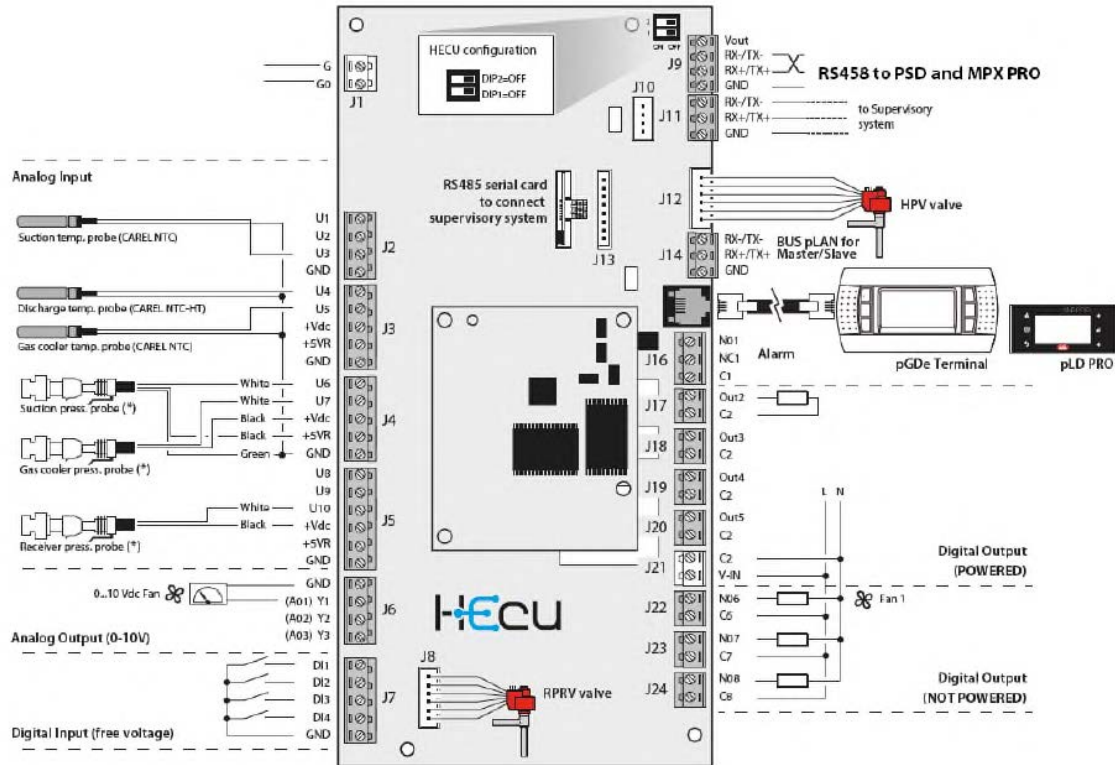 HECU configuration
DIP2=OFF
DIP1=OFF
ON OFF
G
G0
J1
Vout
RX-/TX-
RX+/TX+
GND
J9
RS458 to PSD and MPX PRO
J10
J11
RX-/TX-
RX+/TX+
GND
to Supervisory
system
Analog Input
RS485 serial card
to connect
supervisory system
J12
HPV valve
J13
J14
RX-/TX-
RX+/TX+
GND
BUS pLAN for
Master/Slave
U1
U2
U3
GND
J2
Suction temp. probe (CAREL NTC)
U4
U5
+Vdc
+5VR
GND
J3
Discharge temp. probe (CAREL NTC-HT)
Gas cooler temp. probe (CAREL NTC)
pGDe Terminal
pLD PRO
J16
NO1
NC1
C1
Alarm
White
White
Black
Black
Green
U6
U7
+Vdc
+5VR
GND
J4
Suction press. probe (*)
Gas cooler press. probe (*)
J17
Out2
C2
J18
Out3
C2
J19
Out4
C2
J20
Out5
C2
L N
U8
U9
U10
+Vdc
+5VR
GND
J5
White
Black
Receiver press. probe (*)
J21
C2
V-IN
Digital Output
(POWERED)
0...10 Vdc Fan
GND
(A01) Y1
(A02) Y2
(A03) Y3
J6
Analog Output (0-10V)
HECU
J22
N06
C6
Fan 1
J23
N07
C7
J24
N08
C8
Digital Output
(NOT POWERED)
DI1
DI2
DI3
DI4
GND
J7
Digital Input (free voltage)
J8
RPRV valve